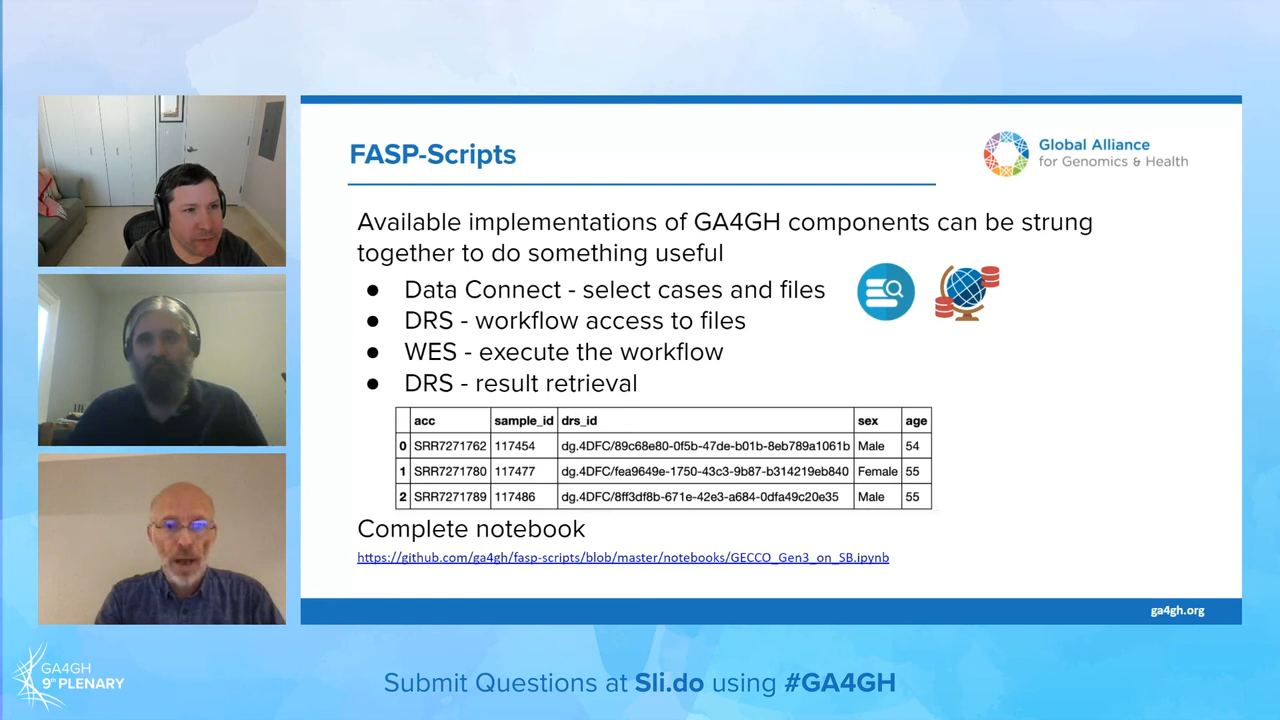 FASP-Scripts
Global Alliance
for Genomics & Health
Available implementations of GA4GH components can be strung
together to do something useful
● Data Connect - select cases and files
● DRS - workflow access to files
● WES - execute the workflow
● DRS - result retrieval
acc sample_id drs_id sex age
0 SRR7271762 117454 dg.4DFC/89c68e80-0f5b-47de-b01b-8eb789a1061b Male 54
1 SRR7271780 117477 dg.4DFC/fea9649e-1750-43c3-9b87-b314219eb840 Female 55
2 SRR7271789 117486 dg.4DFC/8ff3df8b-671e-42e3-a684-0dfa49c20e35 Male 55
Complete notebook
https://github.com/ga4gh/fasp-scripts/blob/master/notebooks/GECCO_Gen3_on_SB.ipynb
ga4gh.org
GA4GH
9th PLENARY
Submit Questions at Sli.do using #GA4GH